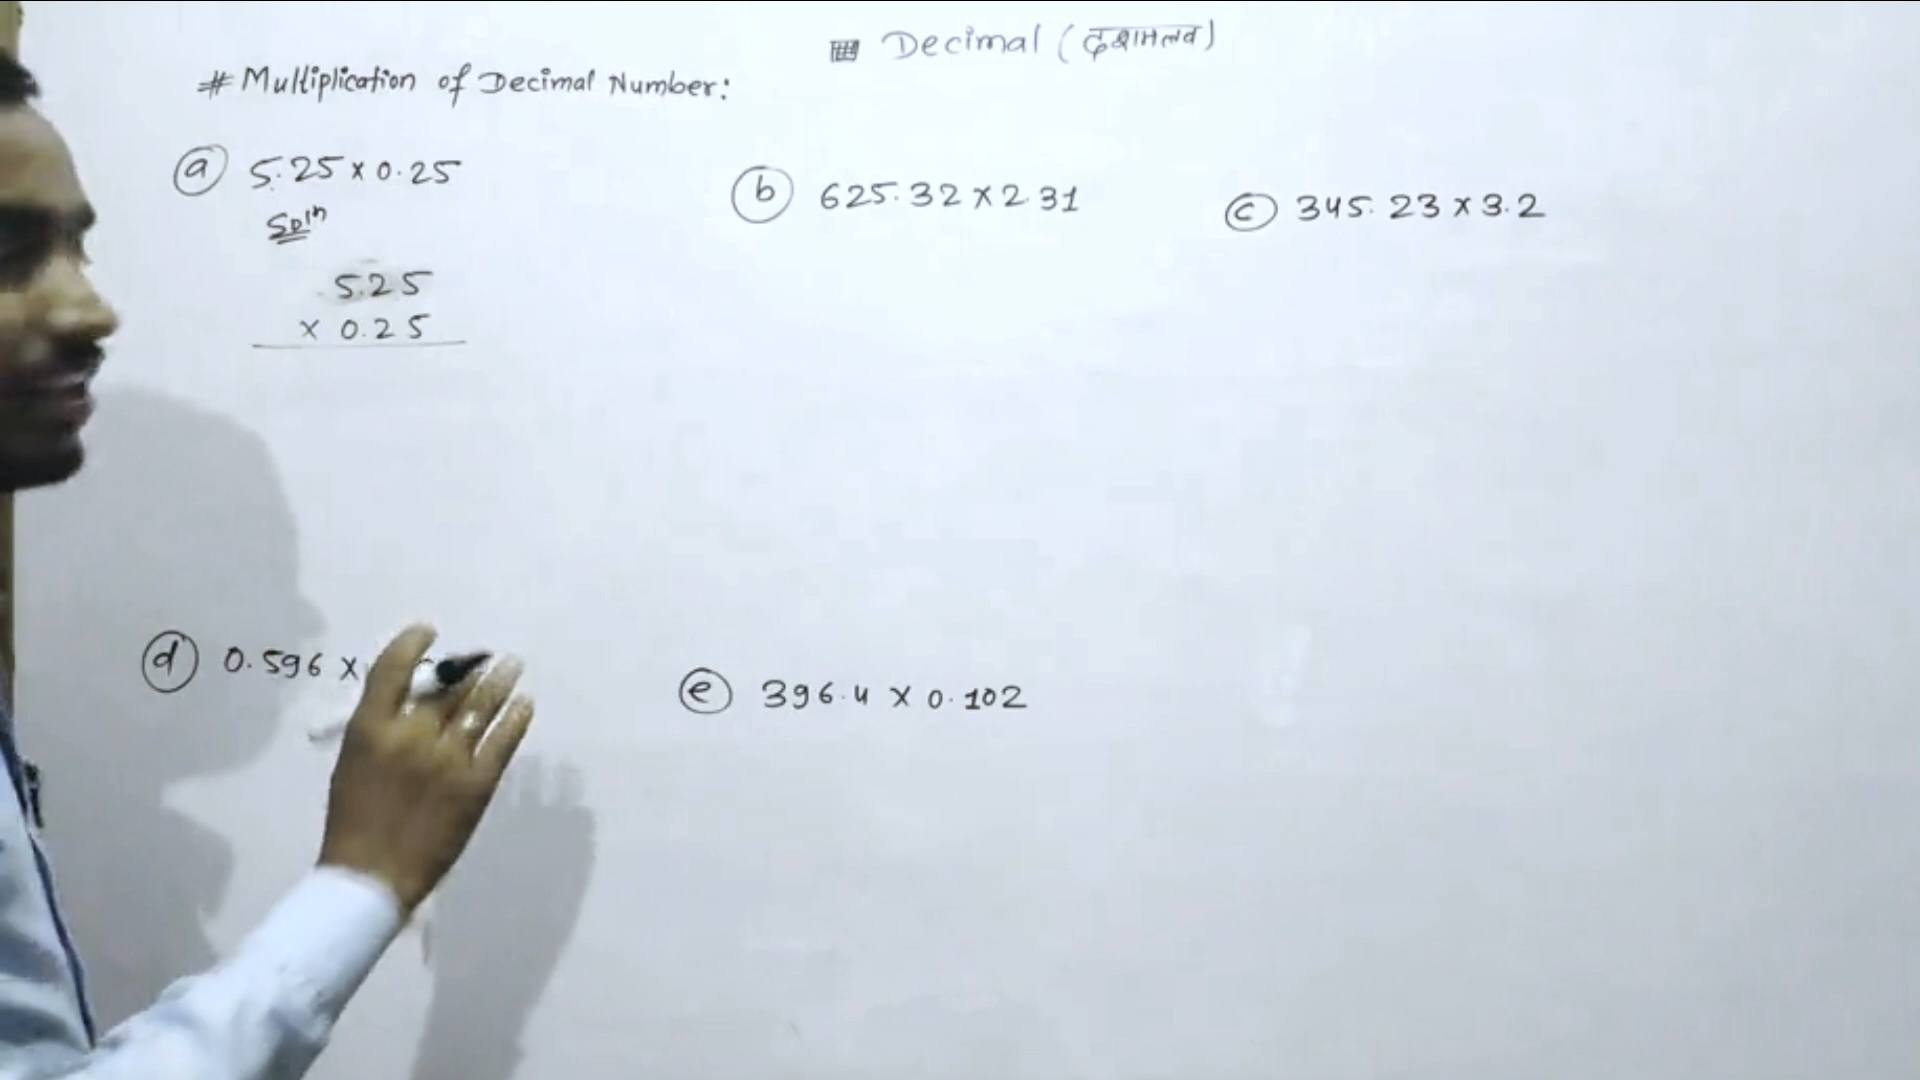 Decimal (दशमलव)
# Multiplication of Decimal Number:
a 5.25 x 0.25
b 625.32 x 2.31
c 345.23 x 3.2
Soln
5.25
x 0.25
d 0.596 x
e 396.4 x 0.102